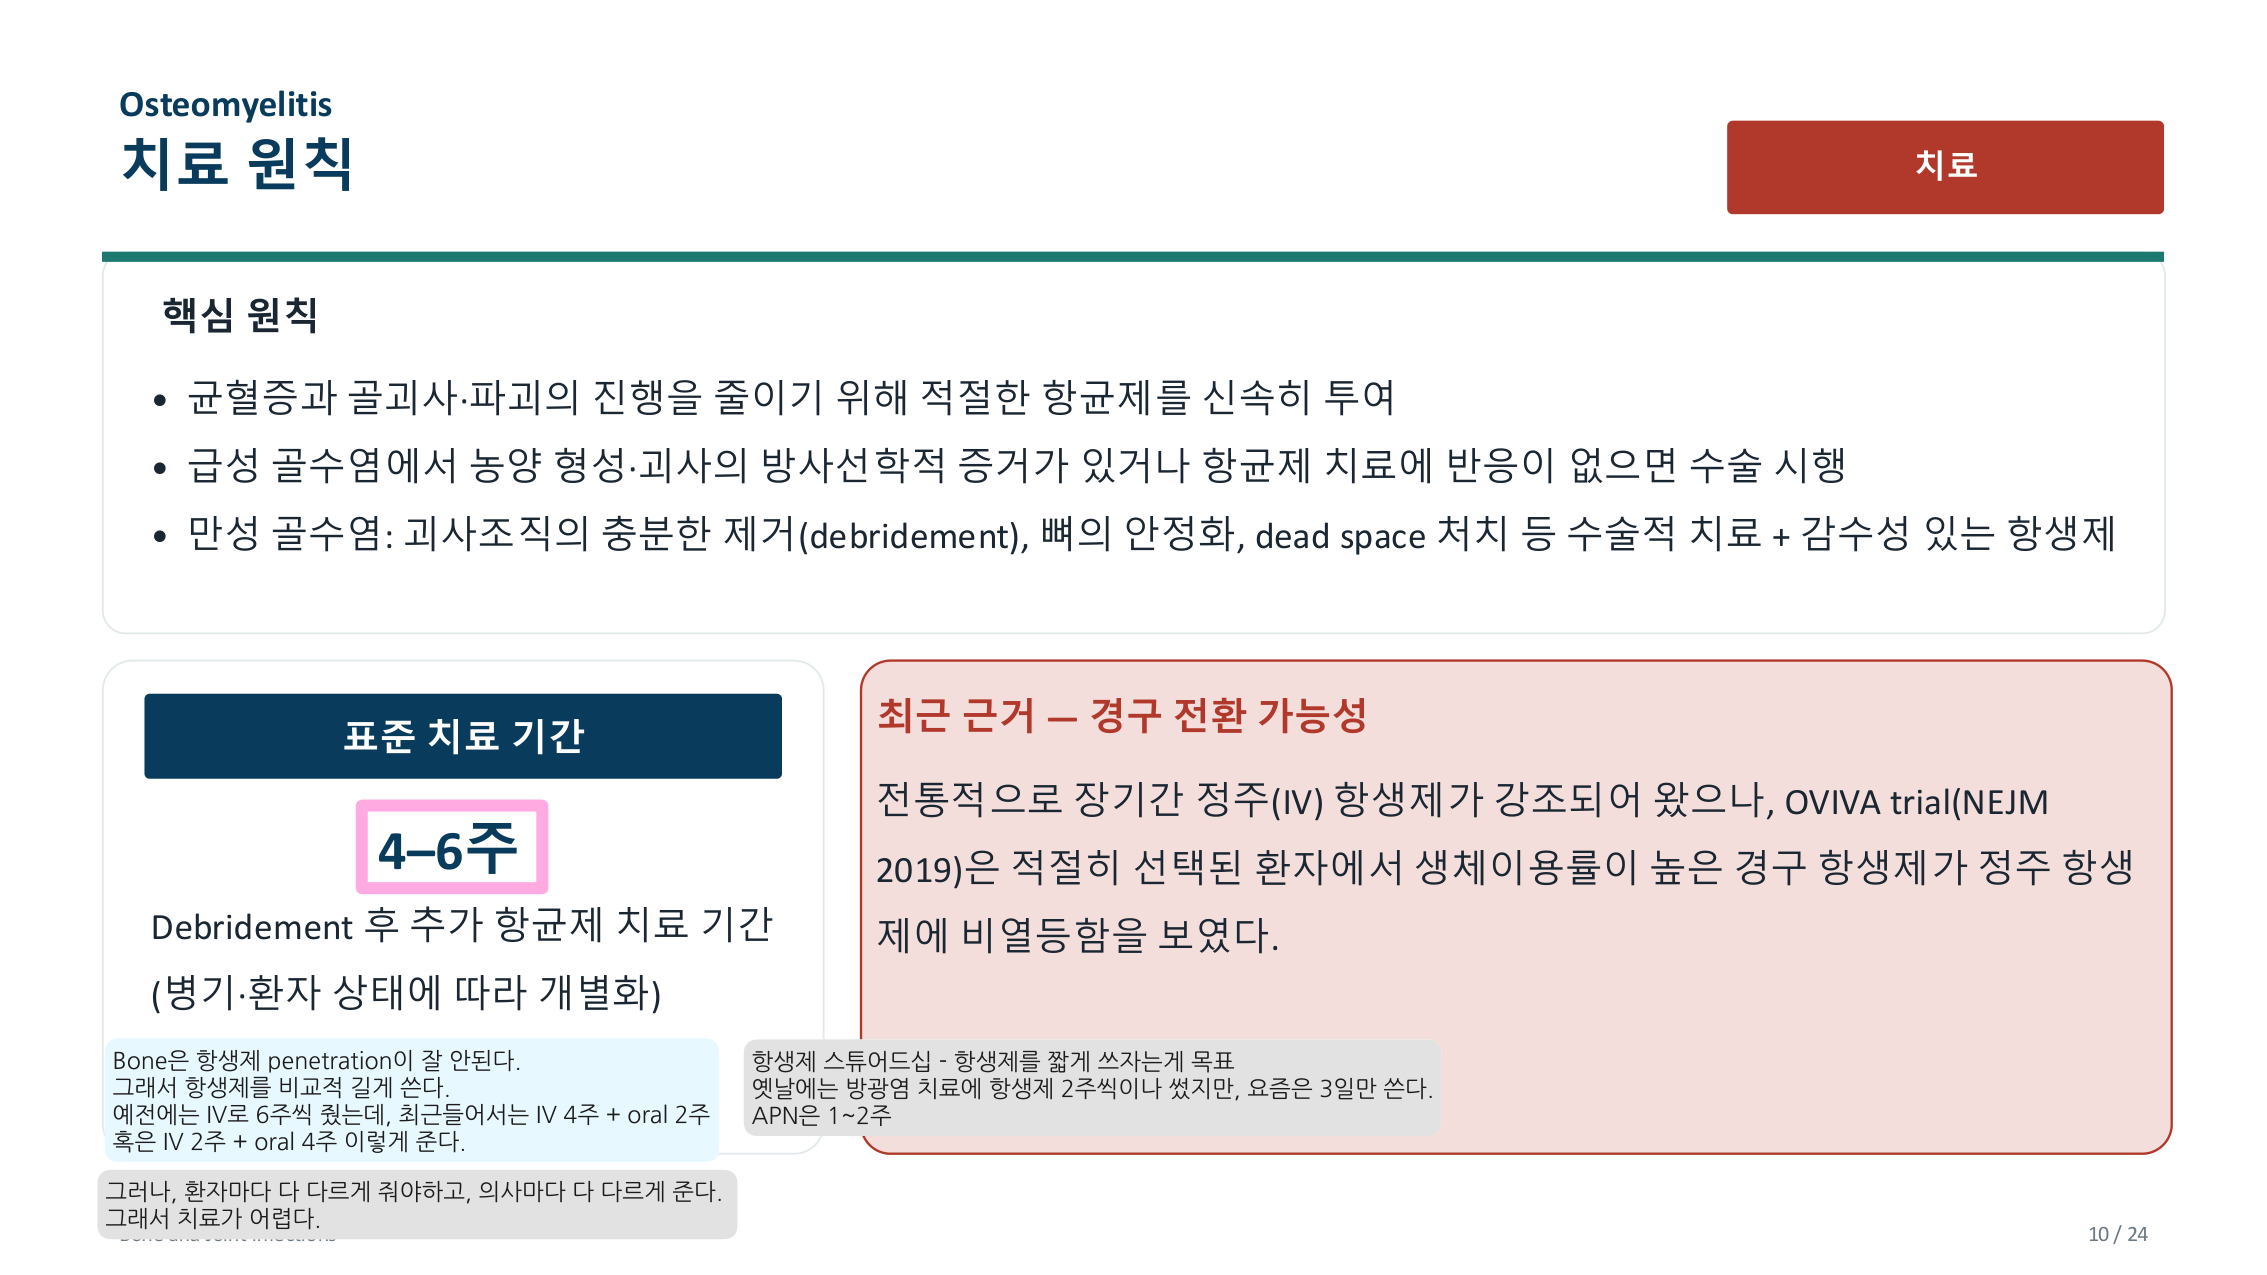 Osteomyelitis
치료 원칙
치료
핵심 원칙
• 균혈증과 골괴사·파괴의 진행을 줄이기 위해 적절한 항균제를 신속히 투여
• 급성 골수염에서 농양 형성·괴사의 방사선학적 증거가 있거나 항균제 치료에 반응이 없으면 수술 시행
• 만성 골수염: 괴사조직의 충분한 제거(debridement), 뼈의 안정화, dead space 처치 등 수술적 치료 + 감수성 있는 항생제
표준 치료 기간
4–6주
Debridement 후 추가 항균제 치료 기간
(병기·환자 상태에 따라 개별화)
Bone은 항생제 penetration이 잘 안된다.
그래서 항생제를 비교적 길게 쓴다.
예전에는 IV로 6주씩 줬는데, 최근들어서는 IV 4주 + oral 2주
혹은 IV 2주 + oral 4주 이렇게 준다.
그러나, 환자마다 다 다르게 줘야하고, 의사마다 다 다르게 준다.
그래서 치료가 어렵다.
최근 근거 — 경구 전환 가능성
전통적으로 장기간 정주(IV) 항생제가 강조되어 왔으나, OVIVA trial(NEJM
2019)은 적절히 선택된 환자에서 생체이용률이 높은 경구 항생제가 정주 항생
제에 비열등함을 보였다.
항생제 스튜어드십 - 항생제를 짧게 쓰자는게 목표
옛날에는 방광염 치료에 항생제 2주씩이나 썼지만, 요즘은 3일만 쓴다.
APN은 1~2주
10 / 24